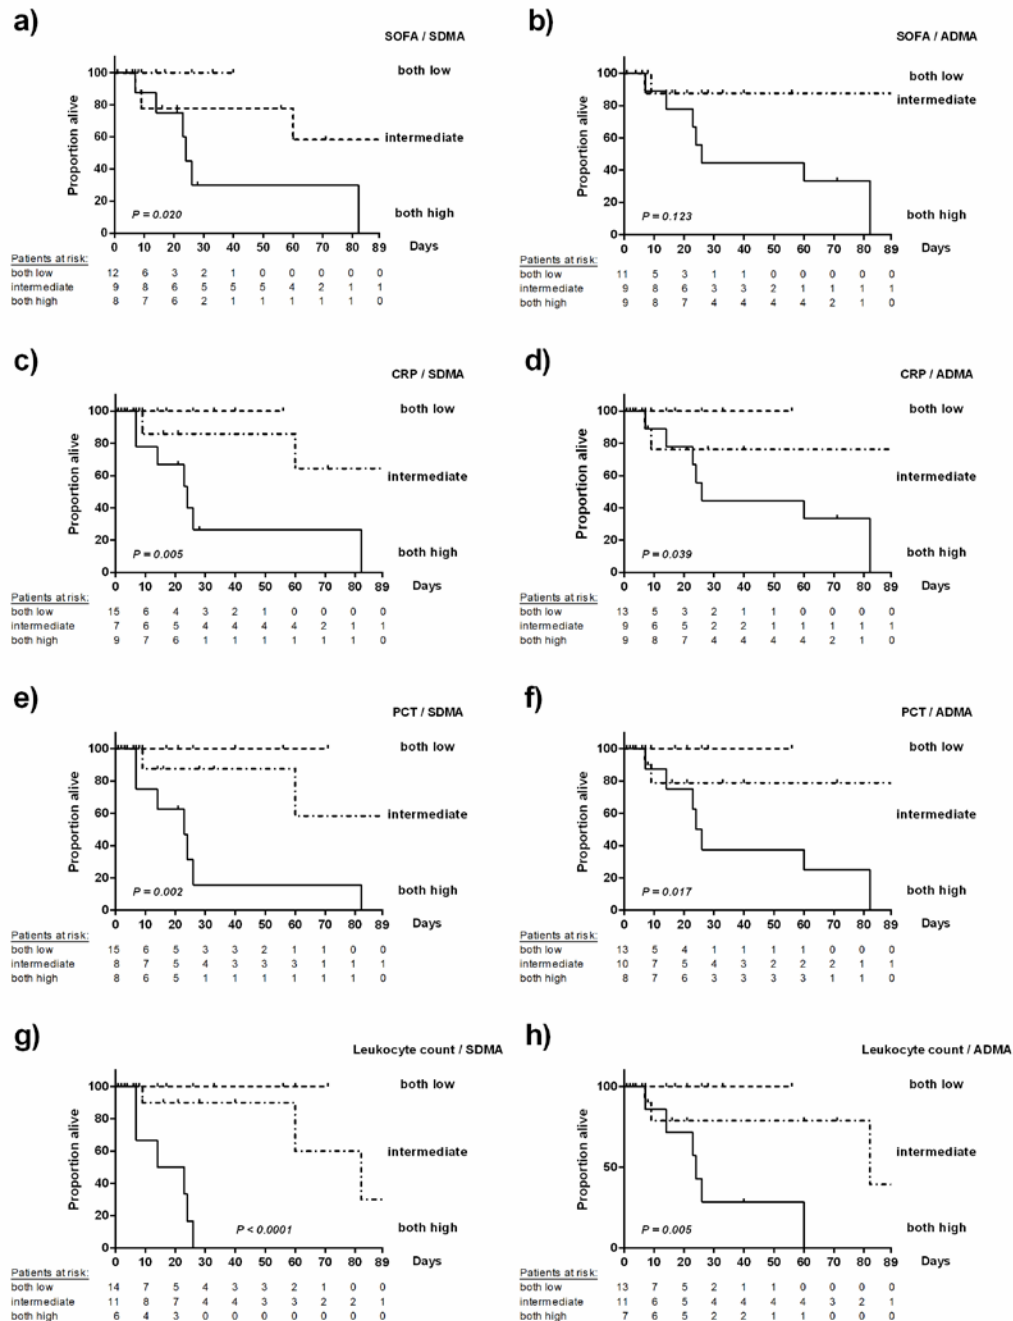 a)
SOFA / SDMA
Proportion alive
100
80
60
40
20
0
both low
intermediate
both high
P = 0.020
0 10 20 30 40 50 60 70 80 89 Days
Patients at risk:
both low 12 6 3 2 1 0 0 0 0 0
intermediate 9 8 6 5 5 5 4 2 1 1
both high 8 7 6 2 1 1 1 1 1 0
b)
SOFA / ADMA
Proportion alive
100
80
60
40
20
0
both low
intermediate
both high
P = 0.123
0 10 20 30 40 50 60 70 80 89 Days
Patients at risk:
both low 11 5 3 1 1 0 0 0 0 0
intermediate 9 8 6 3 3 2 1 1 1 1
both high 9 8 7 4 4 4 4 2 1 0
c)
CRP / SDMA
Proportion alive
100
80
60
40
20
0
both low
intermediate
both high
P = 0.005
0 10 20 30 40 50 60 70 80 89 Days
Patients at risk:
both low 15 6 4 3 2 1 0 0 0 0
intermediate 7 6 5 4 4 4 4 2 1 1
both high 9 7 6 1 1 1 1 1 1 0
d)
CRP / ADMA
Proportion alive
100
80
60
40
20
0
both low
intermediate
both high
P = 0.039
0 10 20 30 40 50 60 70 80 89 Days
Patients at risk:
both low 13 5 3 2 1 1 0 0 0 0
intermediate 9 6 5 2 2 1 1 1 1 1
both high 9 8 7 4 4 4 4 2 1 0
e)
PCT / SDMA
Proportion alive
100
80
60
40
20
0
both low
intermediate
both high
P = 0.002
0 10 20 30 40 50 60 70 80 89 Days
Patients at risk:
both low 15 6 5 3 3 2 1 1 0 0
intermediate 8 7 5 4 3 3 3 1 1 1
both high 8 6 5 1 1 1 1 1 1 0
f)
PCT / ADMA
Proportion alive
100
80
60
40
20
0
both low
intermediate
both high
P = 0.017
0 10 20 30 40 50 60 70 80 89 Days
Patients at risk:
both low 13 5 4 1 1 1 1 0 0 0
intermediate 10 7 5 4 3 2 2 2 1 1
both high 8 7 6 3 3 3 3 1 1 0
g)
Leukocyte count / SDMA
Proportion alive
100
80
60
40
20
0
both low
intermediate
both high
P < 0.0001
0 10 20 30 40 50 60 70 80 89 Days
Patients at risk:
both low 14 7 5 4 3 3 2 1 0 0
intermediate 11 8 7 4 4 3 3 2 2 1
both high 6 4 3 0 0 0 0 0 0 0
h)
Leukocyte count / ADMA
Proportion alive
100
50
0
both low
intermediate
both high
P = 0.005
0 10 20 30 40 50 60 70 80 89 Days
Patients at risk:
both low 13 7 5 2 1 1 0 0 0 0
intermediate 11 6 5 4 4 4 4 3 2 1
both high 7 6 5 2 2 1 1 0 0 0